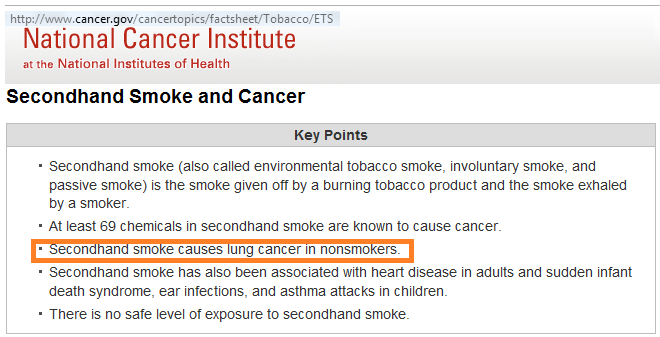 http://www.cancer.gov/cancertopics/factsheet/Tobacco/ETS
National Cancer Institute
at the National Institutes of Health
Secondhand Smoke and Cancer
Key Points
▪ Secondhand smoke (also called environmental tobacco smoke, involuntary smoke, and
passive smoke) is the smoke given off by a burning tobacco product and the smoke exhaled
by a smoker.
▪ At least 69 chemicals in secondhand smoke are known to cause cancer.
▪ Secondhand smoke causes lung cancer in nonsmokers.
▪ Secondhand smoke has also been associated with heart disease in adults and sudden infant
death syndrome, ear infections, and asthma attacks in children.
▪ There is no safe level of exposure to secondhand smoke.